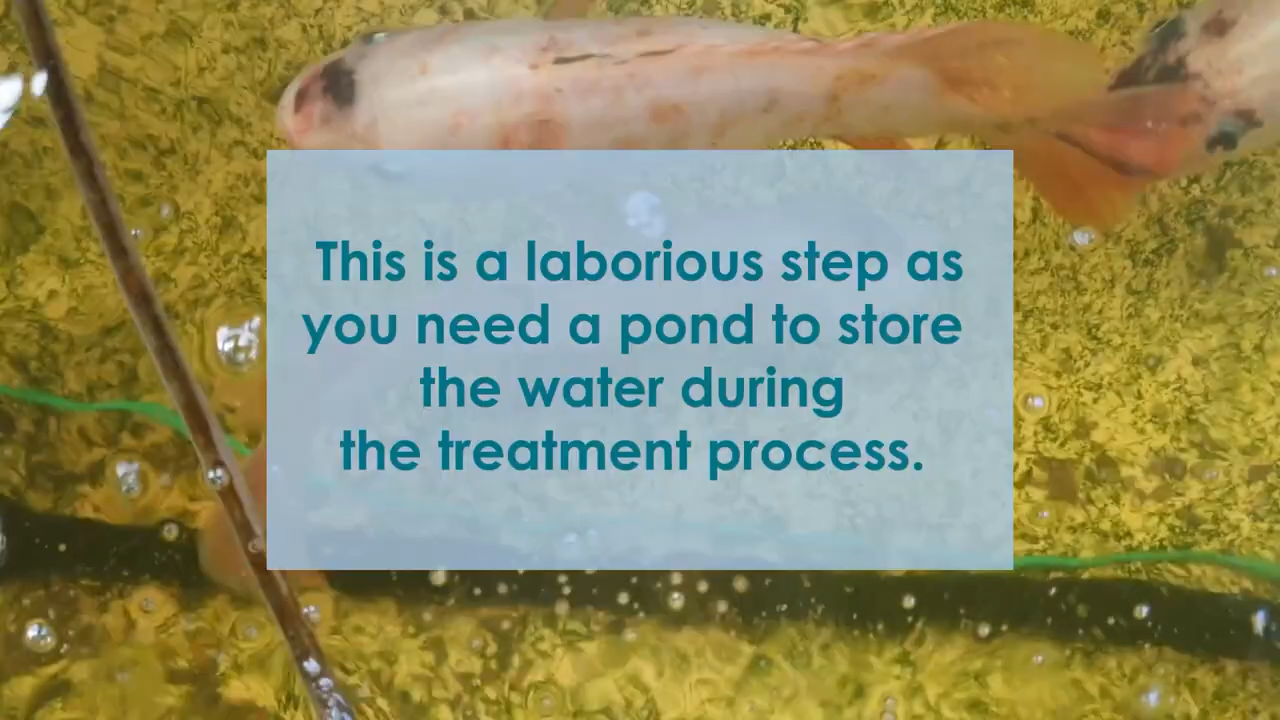 This is a laborious step as
you need a pond to store
the water during
the treatment process.